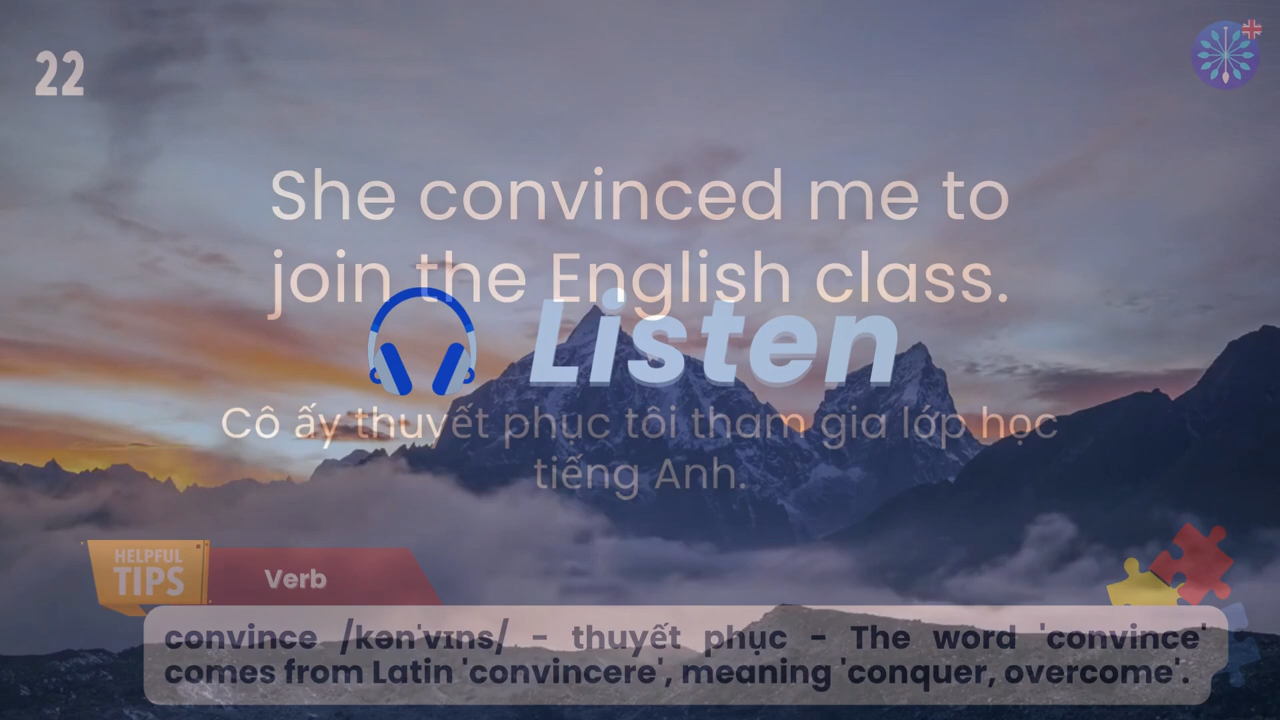 22
She convinced me to
join the English class.
Listen
Cô ấy thuyết phục tôi tham gia lớp học
tiếng Anh.
HELPFUL
TIPS
Verb
convince /kənˈvɪns/ - thuyết phục - The word 'convince'
comes from Latin 'convincere', meaning 'conquer, overcome'.